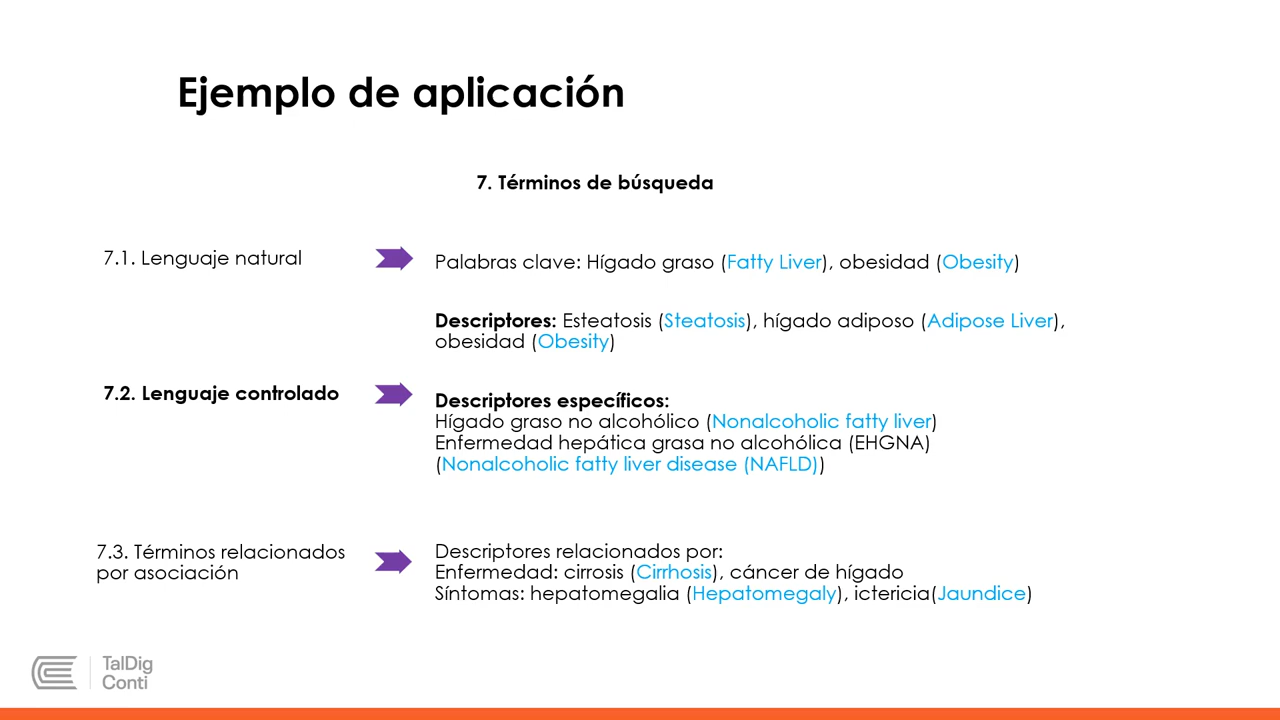 Ejemplo de aplicación
7. Términos de búsqueda
7.1. Lenguaje natural
Palabras clave: Hígado graso (Fatty Liver), obesidad (Obesity)
Descriptores: Esteatosis (Steatosis), hígado adiposo (Adipose Liver),
obesidad (Obesity)
7.2. Lenguaje controlado
Descriptores específicos:
Hígado graso no alcohólico (Nonalcoholic fatty liver)
Enfermedad hepática grasa no alcohólica (EHGNA)
(Nonalcoholic fatty liver disease (NAFLD))
7.3. Términos relacionados
por asociación
Descriptores relacionados por:
Enfermedad: cirrosis (Cirrhosis), cáncer de hígado
Síntomas: hepatomegalia (Hepatomegaly), ictericia(Jaundice)
TalDig
Conti